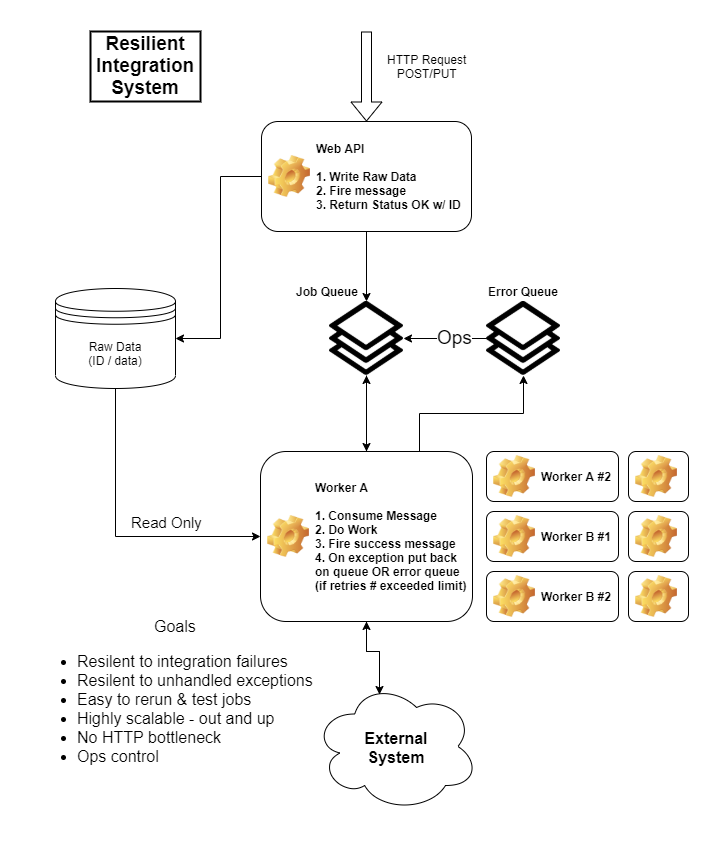 Resilient
Integration
System
HTTP Request
POST/PUT
Web API
1. Write Raw Data
2. Fire message
3. Return Status OK w/ ID
Job Queue
Error Queue
Ops
Raw Data
(ID / data)
Read Only
Worker A
1. Consume Message
2. Do Work
3. Fire success message
4. On exception put back
on queue OR error queue
(if retries # exceeded limit)
Worker A #2
Worker B #1
Worker B #2
Goals
• Resilent to integration failures
• Resilent to unhandled exceptions
• Easy to rerun & test jobs
• Highly scalable - out and up
• No HTTP bottleneck
• Ops control
External
System